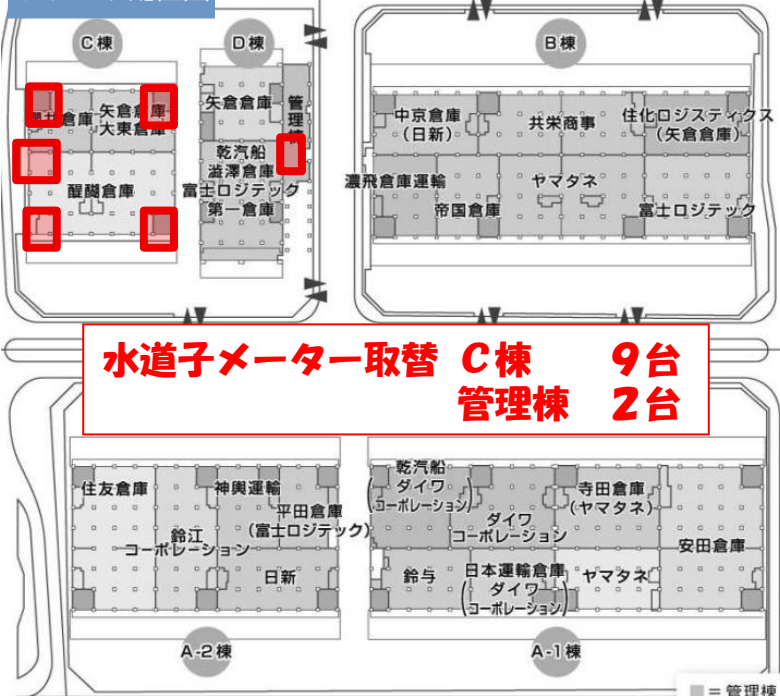 C棟
D棟
B棟
倉庫
矢倉倉庫
大東倉庫
醍醐倉庫
矢倉倉庫
管理棟
乾汽船
澁澤倉庫
富士ロジテック
第一倉庫
中京倉庫
(日新)
共栄商事
住化ロジスティクス
(矢倉倉庫)
濃飛倉庫運輸
帝国倉庫
ヤマタネ
富士ロジテック
水道子メーター取替 C棟 9台
管理棟 2台
住友倉庫
鈴江
コーポレーション
神輿運輸
平田倉庫
(富士ロジテック)
日新
乾汽船
(ダイワ
コーポレーション)
ダイワ
コーポレーション
寺田倉庫
(ヤマタネ)
安田倉庫
鈴与
日本運輸倉庫
(ダイワ
コーポレーション)
ヤマタネ
A-2棟
A-1棟
=管理棟